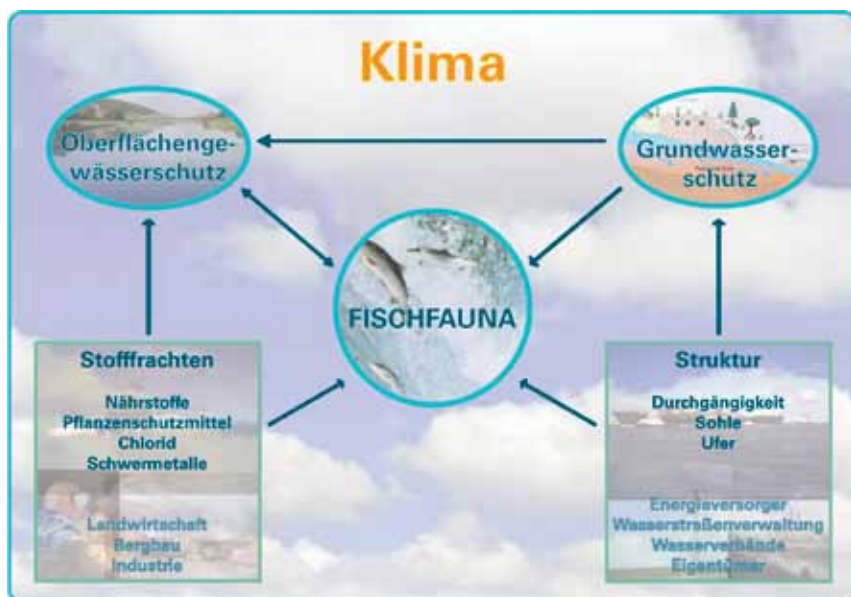 Klima
Oberflächenge-
wässerschutz
Grundwasser-
schutz
FISCHFAUNA
Stofffrachten
Nährstoffe
Pflanzenschutzmittel
Chlorid
Schwermetalle
Landwirtschaft
Bergbau
Industrie
Struktur
Durchgängigkeit
Sohle
Ufer
Energieversorger
Wasserstraßenverwaltung
Wasserverbände
Eigentümer